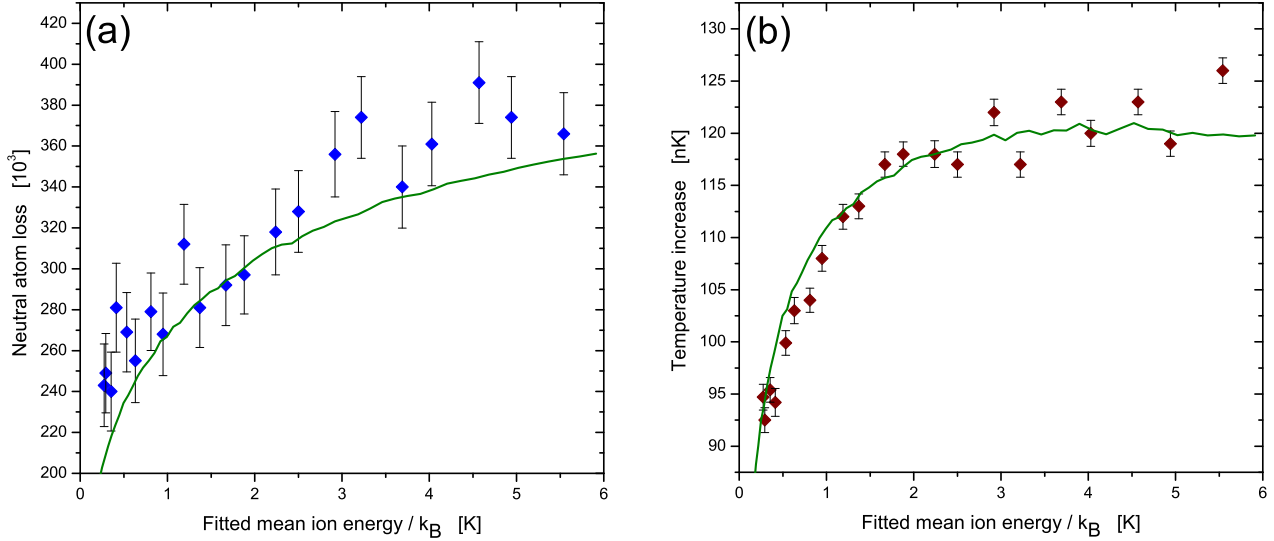 (a)
Neutral atom loss [10³]
420
400
380
360
340
320
300
280
260
240
220
200
0 1 2 3 4 5 6
Fitted mean ion energy / k_B [K]
(b)
Temperature increase [nK]
130
125
120
115
110
105
100
95
90
0 1 2 3 4 5 6
Fitted mean ion energy / k_B [K]